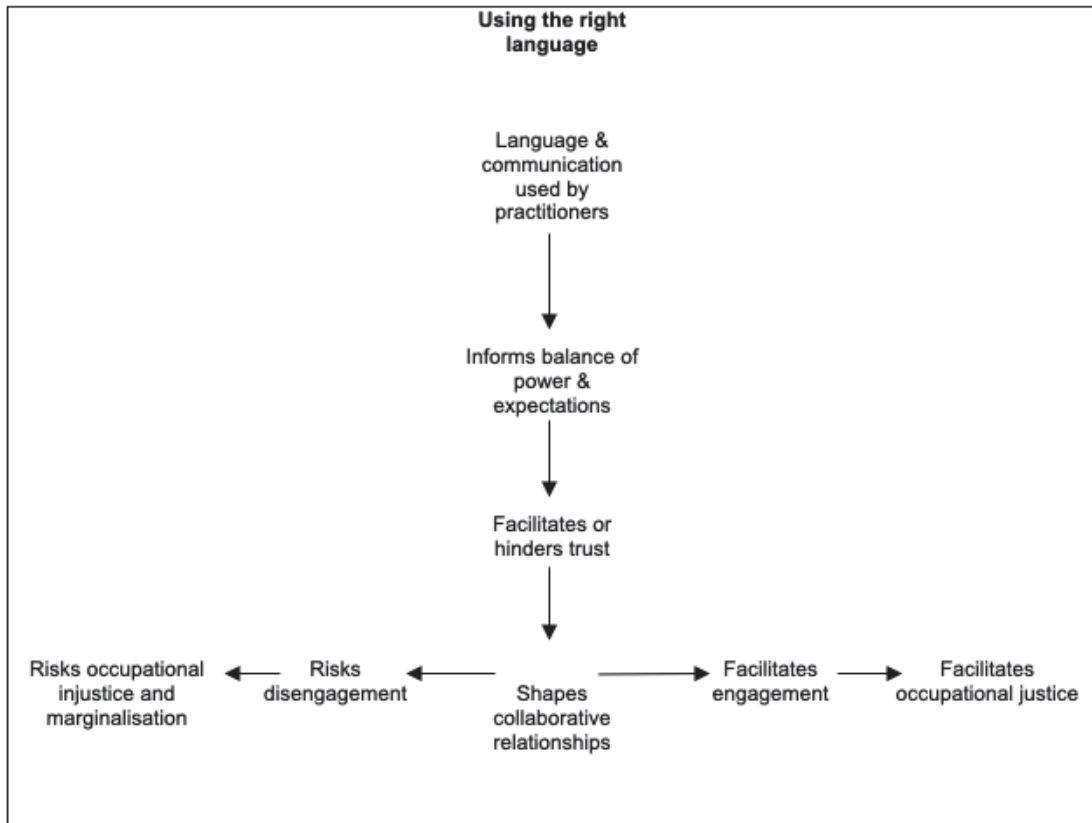 Using the right
language
Language &
communication
used by
practitioners
Informs balance of
power &
expectations
Facilitates or
hinders trust
Risks occupational
injustice and
marginalisation
Risks
disengagement
Shapes
collaborative
relationships
Facilitates
engagement
Facilitates
occupational justice